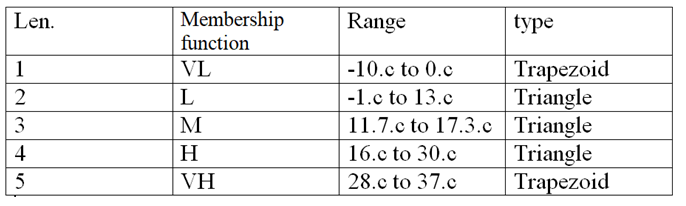 Len. Membership function Range type
1 VL -10.c to 0.c Trapezoid
2 L -1.c to 13.c Triangle
3 M 11.7.c to 17.3.c Triangle
4 H 16.c to 30.c Triangle
5 VH 28.c to 37.c Trapezoid